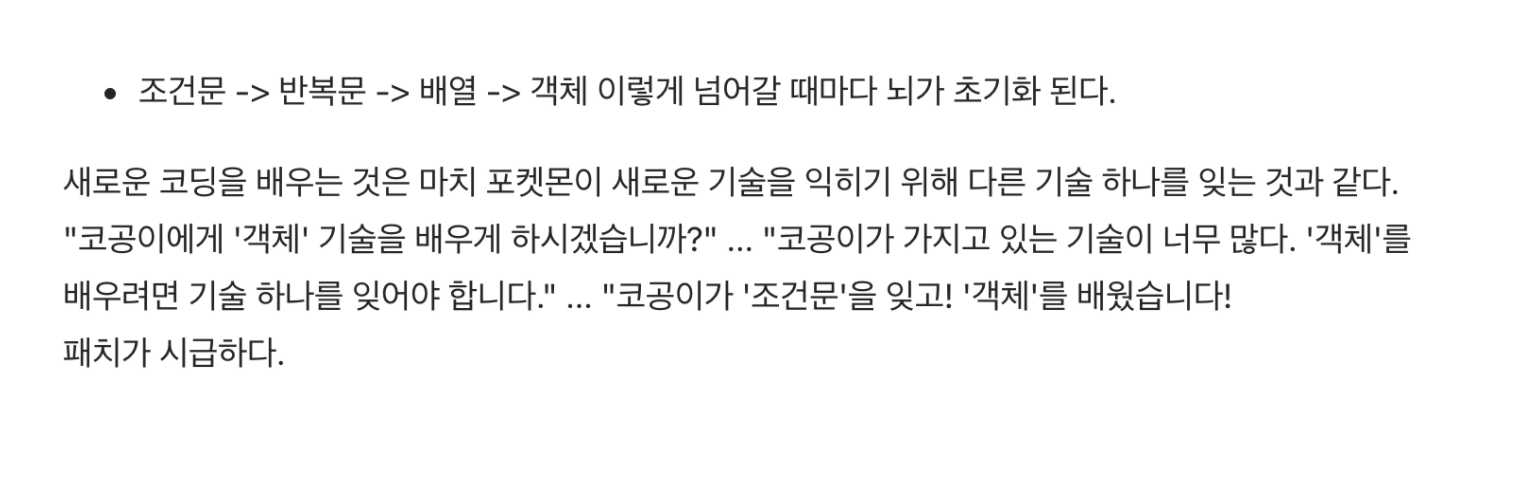 • 조건문 -> 반복문 -> 배열 -> 객체 이렇게 넘어갈 때마다 뇌가 초기화 된다.
새로운 코딩을 배우는 것은 마치 포켓몬이 새로운 기술을 익히기 위해 다른 기술 하나를 잊는 것과 같다.
"코공이에게 '객체' 기술을 배우게 하시겠습니까?" ... "코공이가 가지고 있는 기술이 너무 많다. '객체'를
배우려면 기술 하나를 잊어야 합니다." ... "코공이가 '조건문'을 잊고! '객체'를 배웠습니다!
패치가 시급하다.